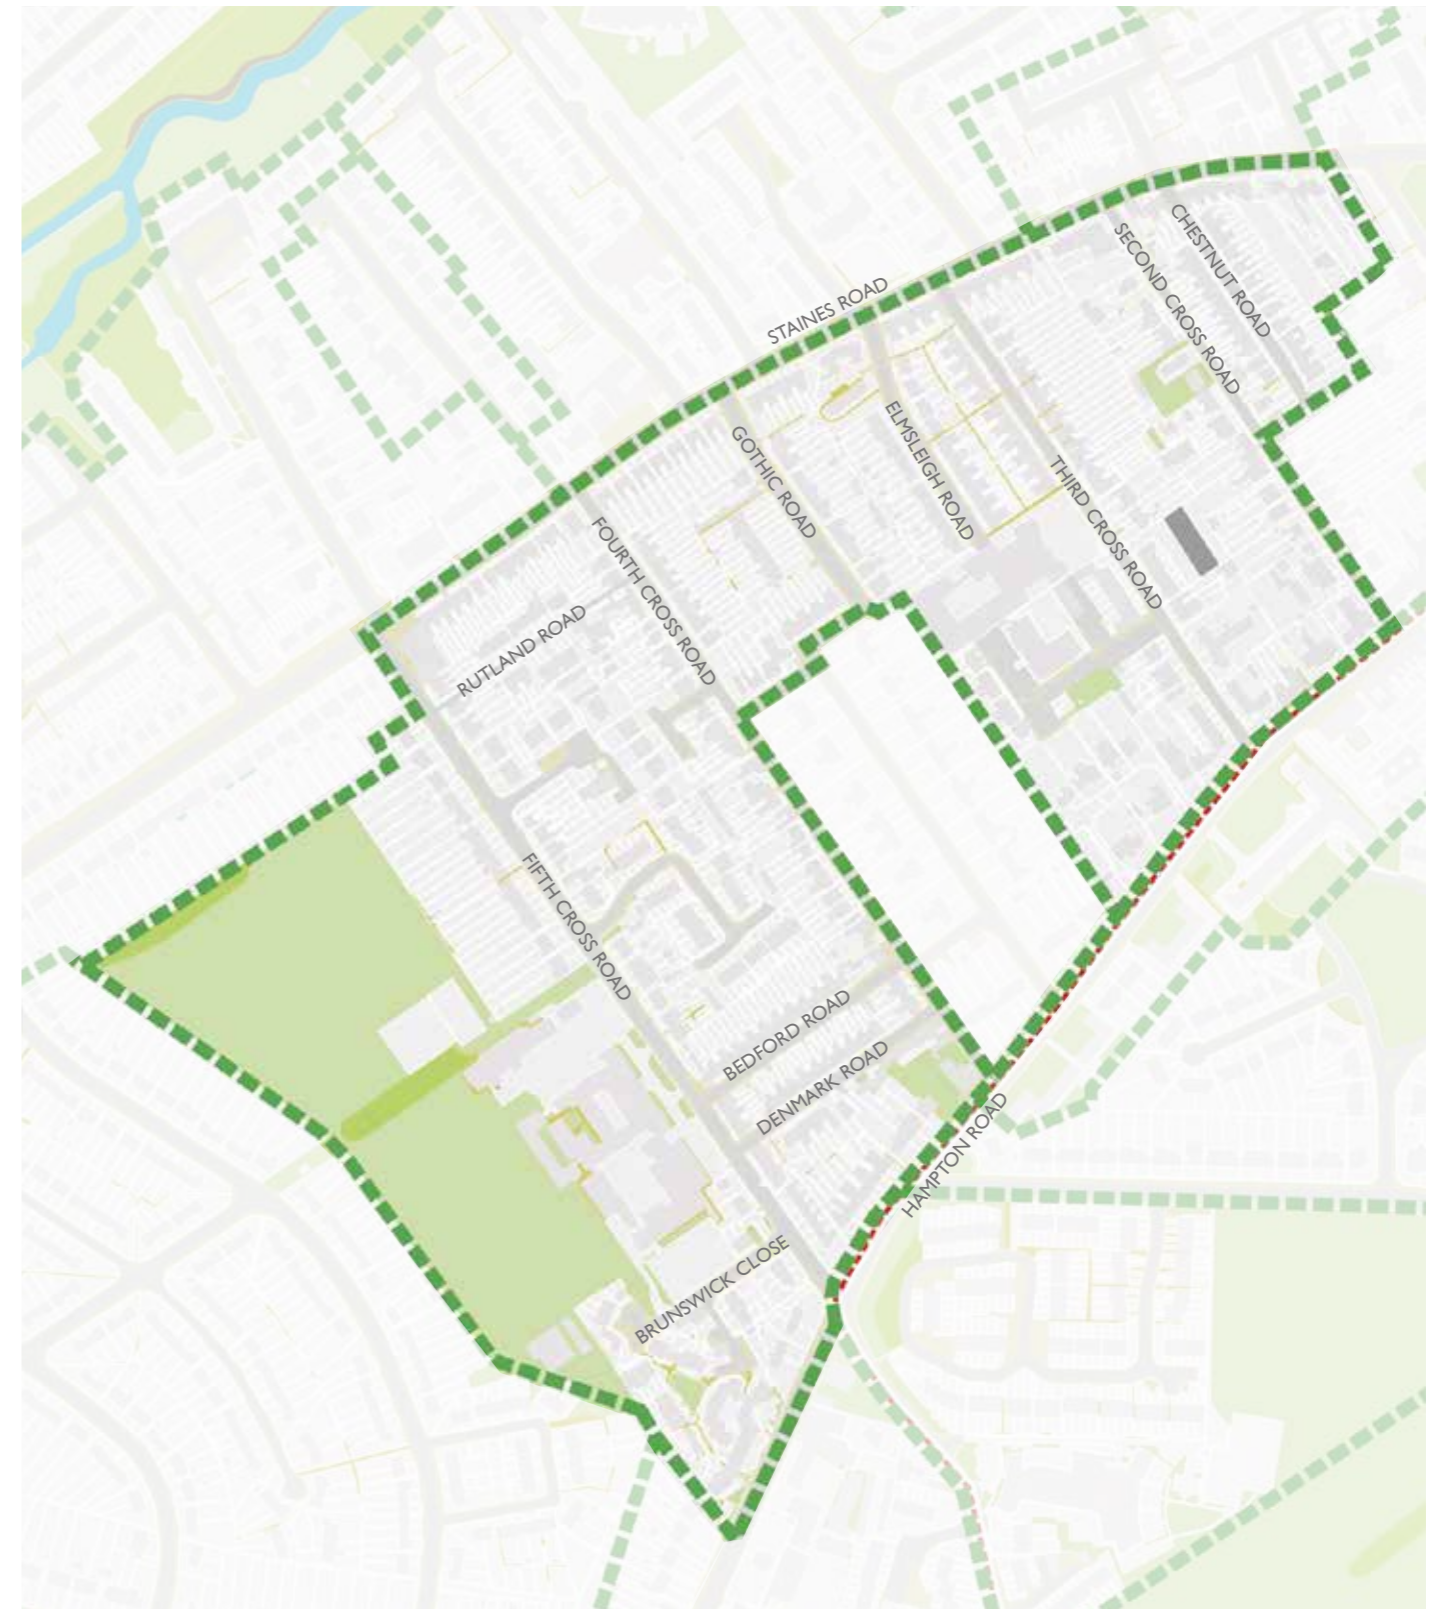 CHESTNUT ROAD
SECOND CROSS ROAD
STAINES ROAD
ELMSLEIGH ROAD
GOTHIC ROAD
THIRD CROSS ROAD
FOURTH CROSS ROAD
RUTLAND ROAD
FIFTH CROSS ROAD
BEDFORD ROAD
DENMARK ROAD
HAMPTON ROAD
BRUNSWICK CLOSE